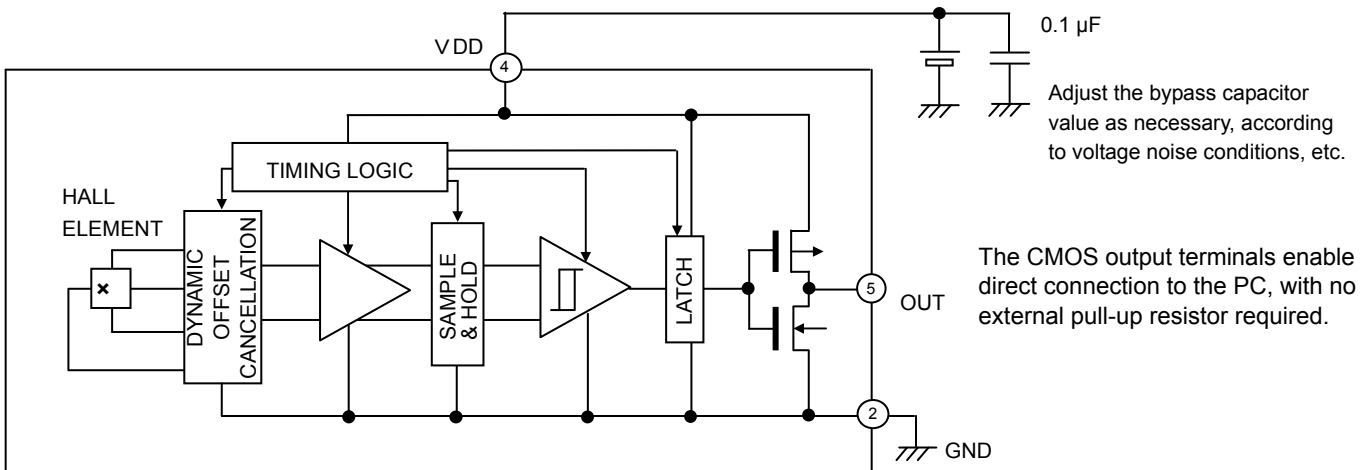 0.1 µF
VDD
4
Adjust the bypass capacitor
value as necessary, according
to voltage noise conditions, etc.
TIMING LOGIC
HALL
ELEMENT
DYNAMIC
OFFSET
CANCELLATION
SAMPLE
& HOLD
LATCH
The CMOS output terminals enable
direct connection to the PC, with no
external pull-up resistor required.
5
OUT
2
GND